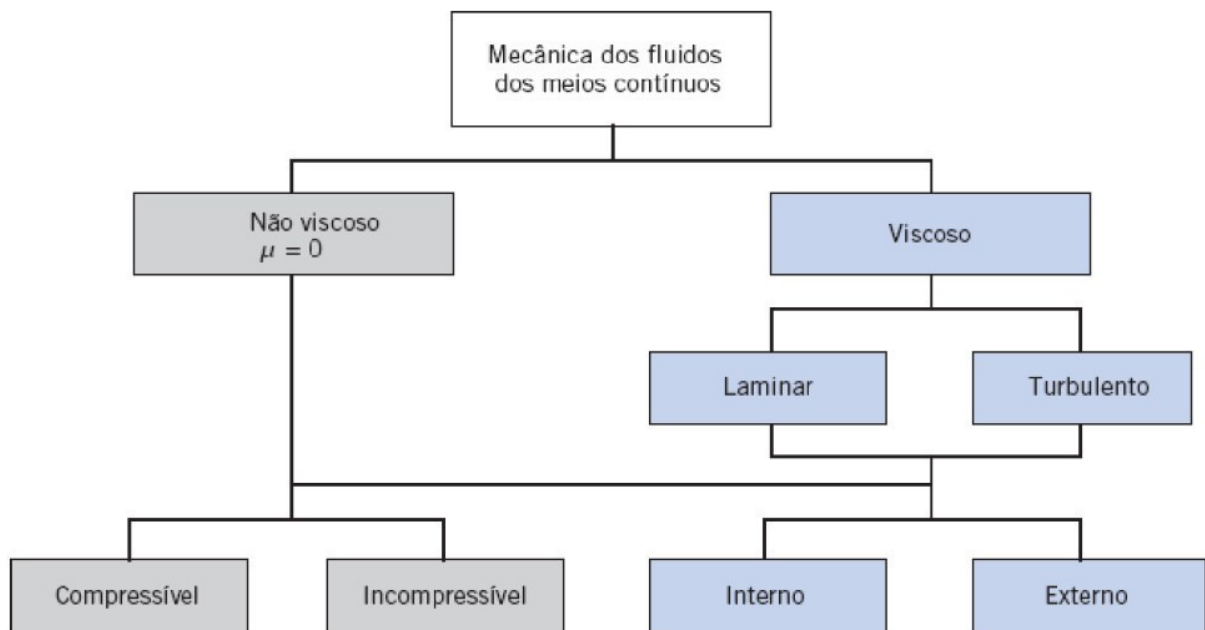 Mecânica dos fluidos
dos meios contínuos
Não viscoso
μ = 0
Viscoso
Laminar
Turbulento
Compressível
Incompressível
Interno
Externo